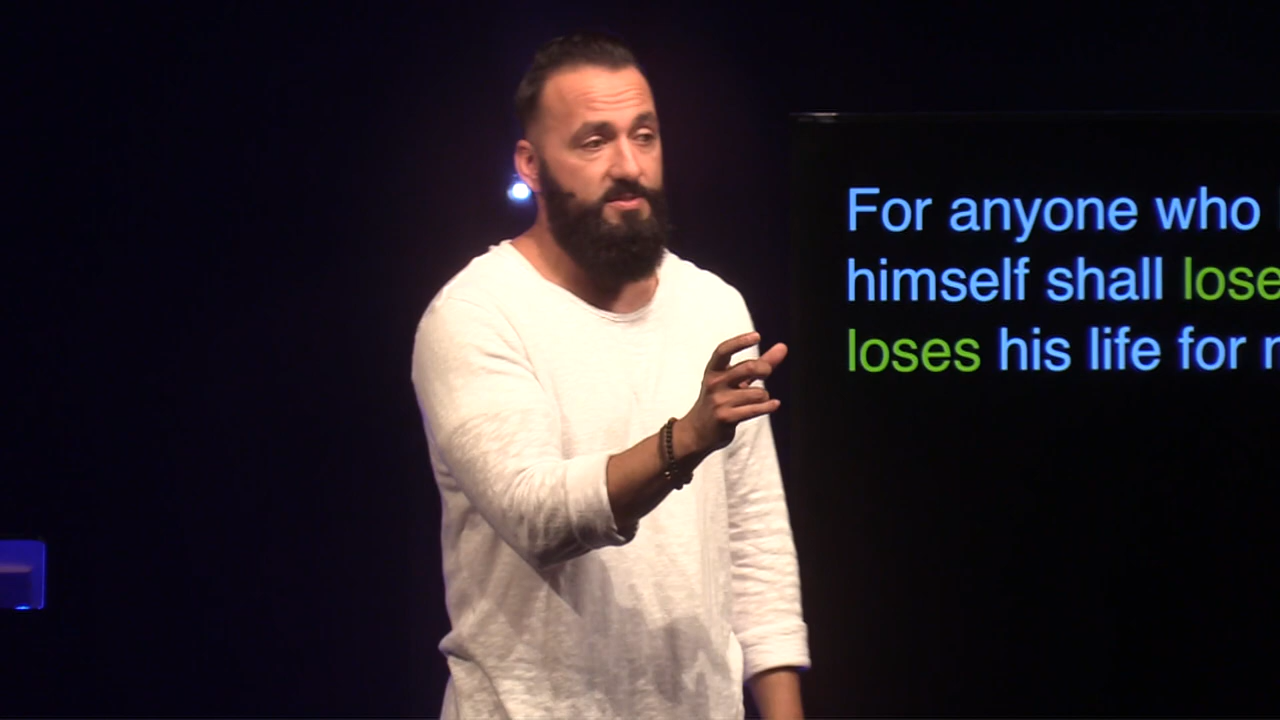 For anyone who
himself shall lose
loses his life for